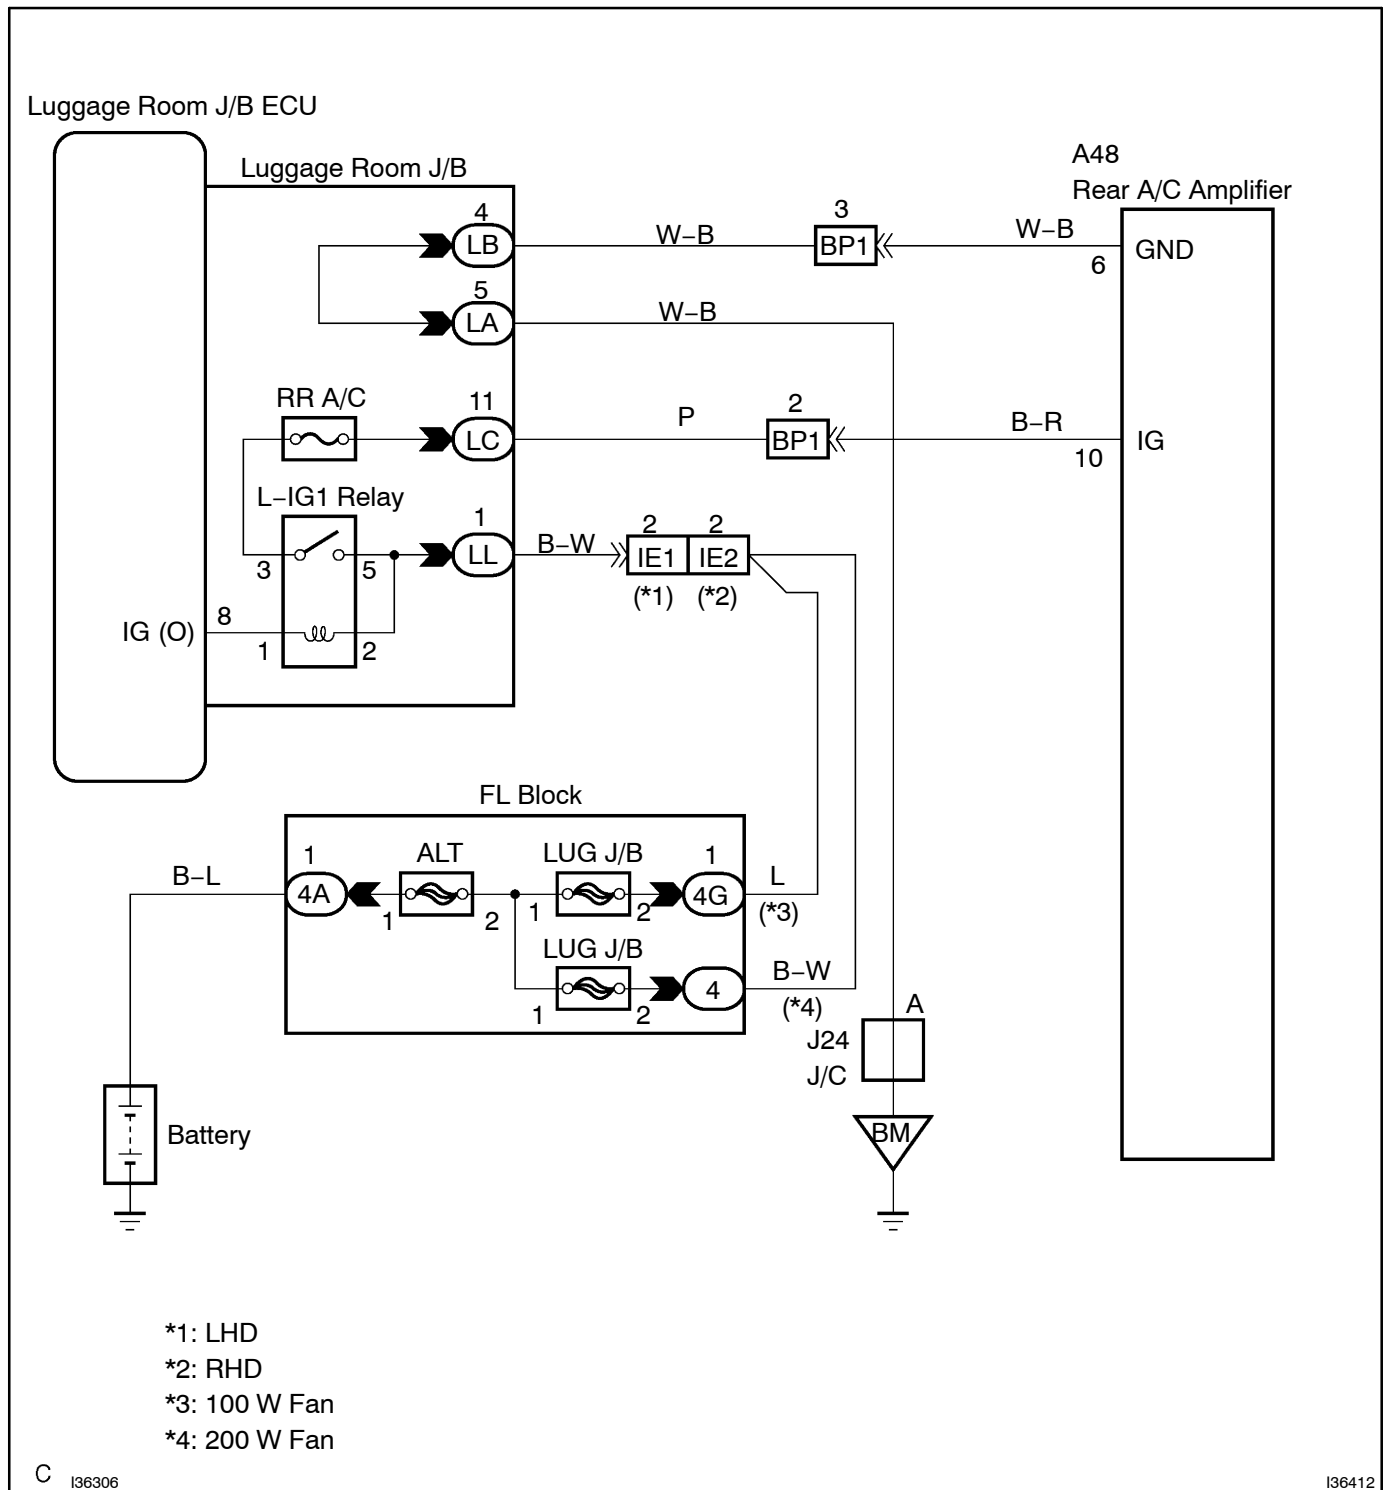 Luggage Room J/B ECU
Luggage Room J/B
A48
Rear A/C Amplifier
4
LB
W–B
3
BP1
W–B
6
GND
5
LA
W–B
RR A/C
11
LC
P
2
BP1
B–R
10
IG
L–IG1 Relay
3
5
1
LL
B–W
2
2
IE1
IE2
(*1)
(*2)
IG (O)
8
1
2
FL Block
B–L
1
4A
ALT
1
2
LUG J/B
1
2
1
4G
L
(*3)
LUG J/B
1
2
4
B–W
(*4)
A
J24
J/C
BM
Battery
*1: LHD
*2: RHD
*3: 100 W Fan
*4: 200 W Fan
C
I36306
I36412